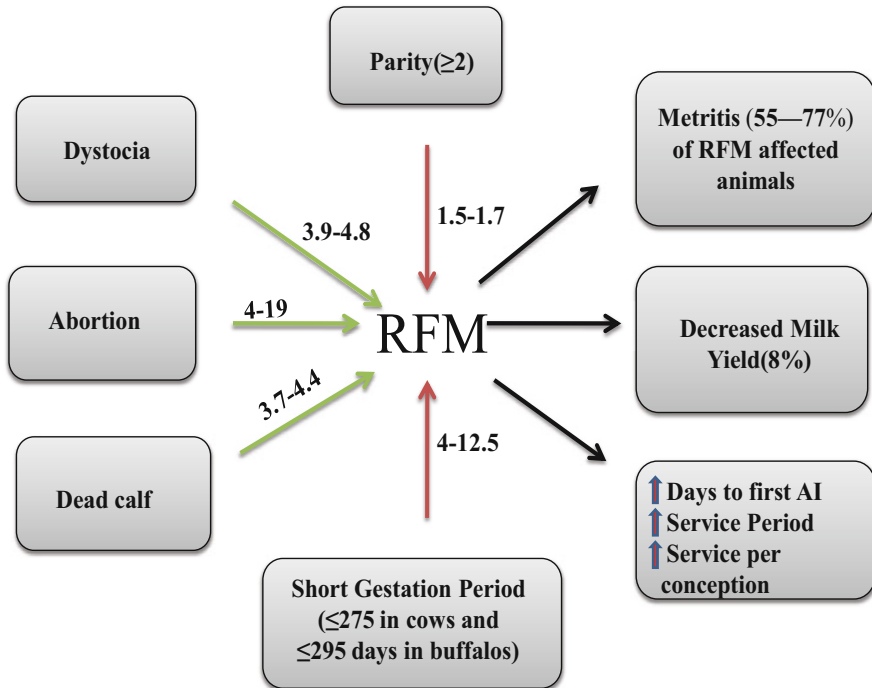 Parity(≥2)
Dystocia
Metritis (55—77%)
of RFM affected
animals
3.9-4.8
1.5-1.7
Abortion
4-19
RFM
Decreased Milk
Yield(8%)
3.7-4.4
4-12.5
Dead calf
Days to first AI
Service Period
Service per
conception
Short Gestation Period
(≤275 in cows and
≤295 days in buffalos)